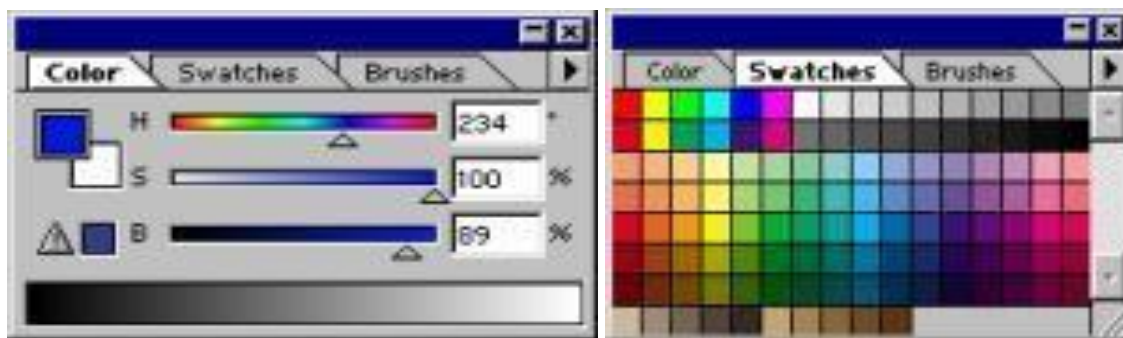 Color Swatches Brushes
H 234 °
S 100 %
B 89 %
Color Swatches Brushes